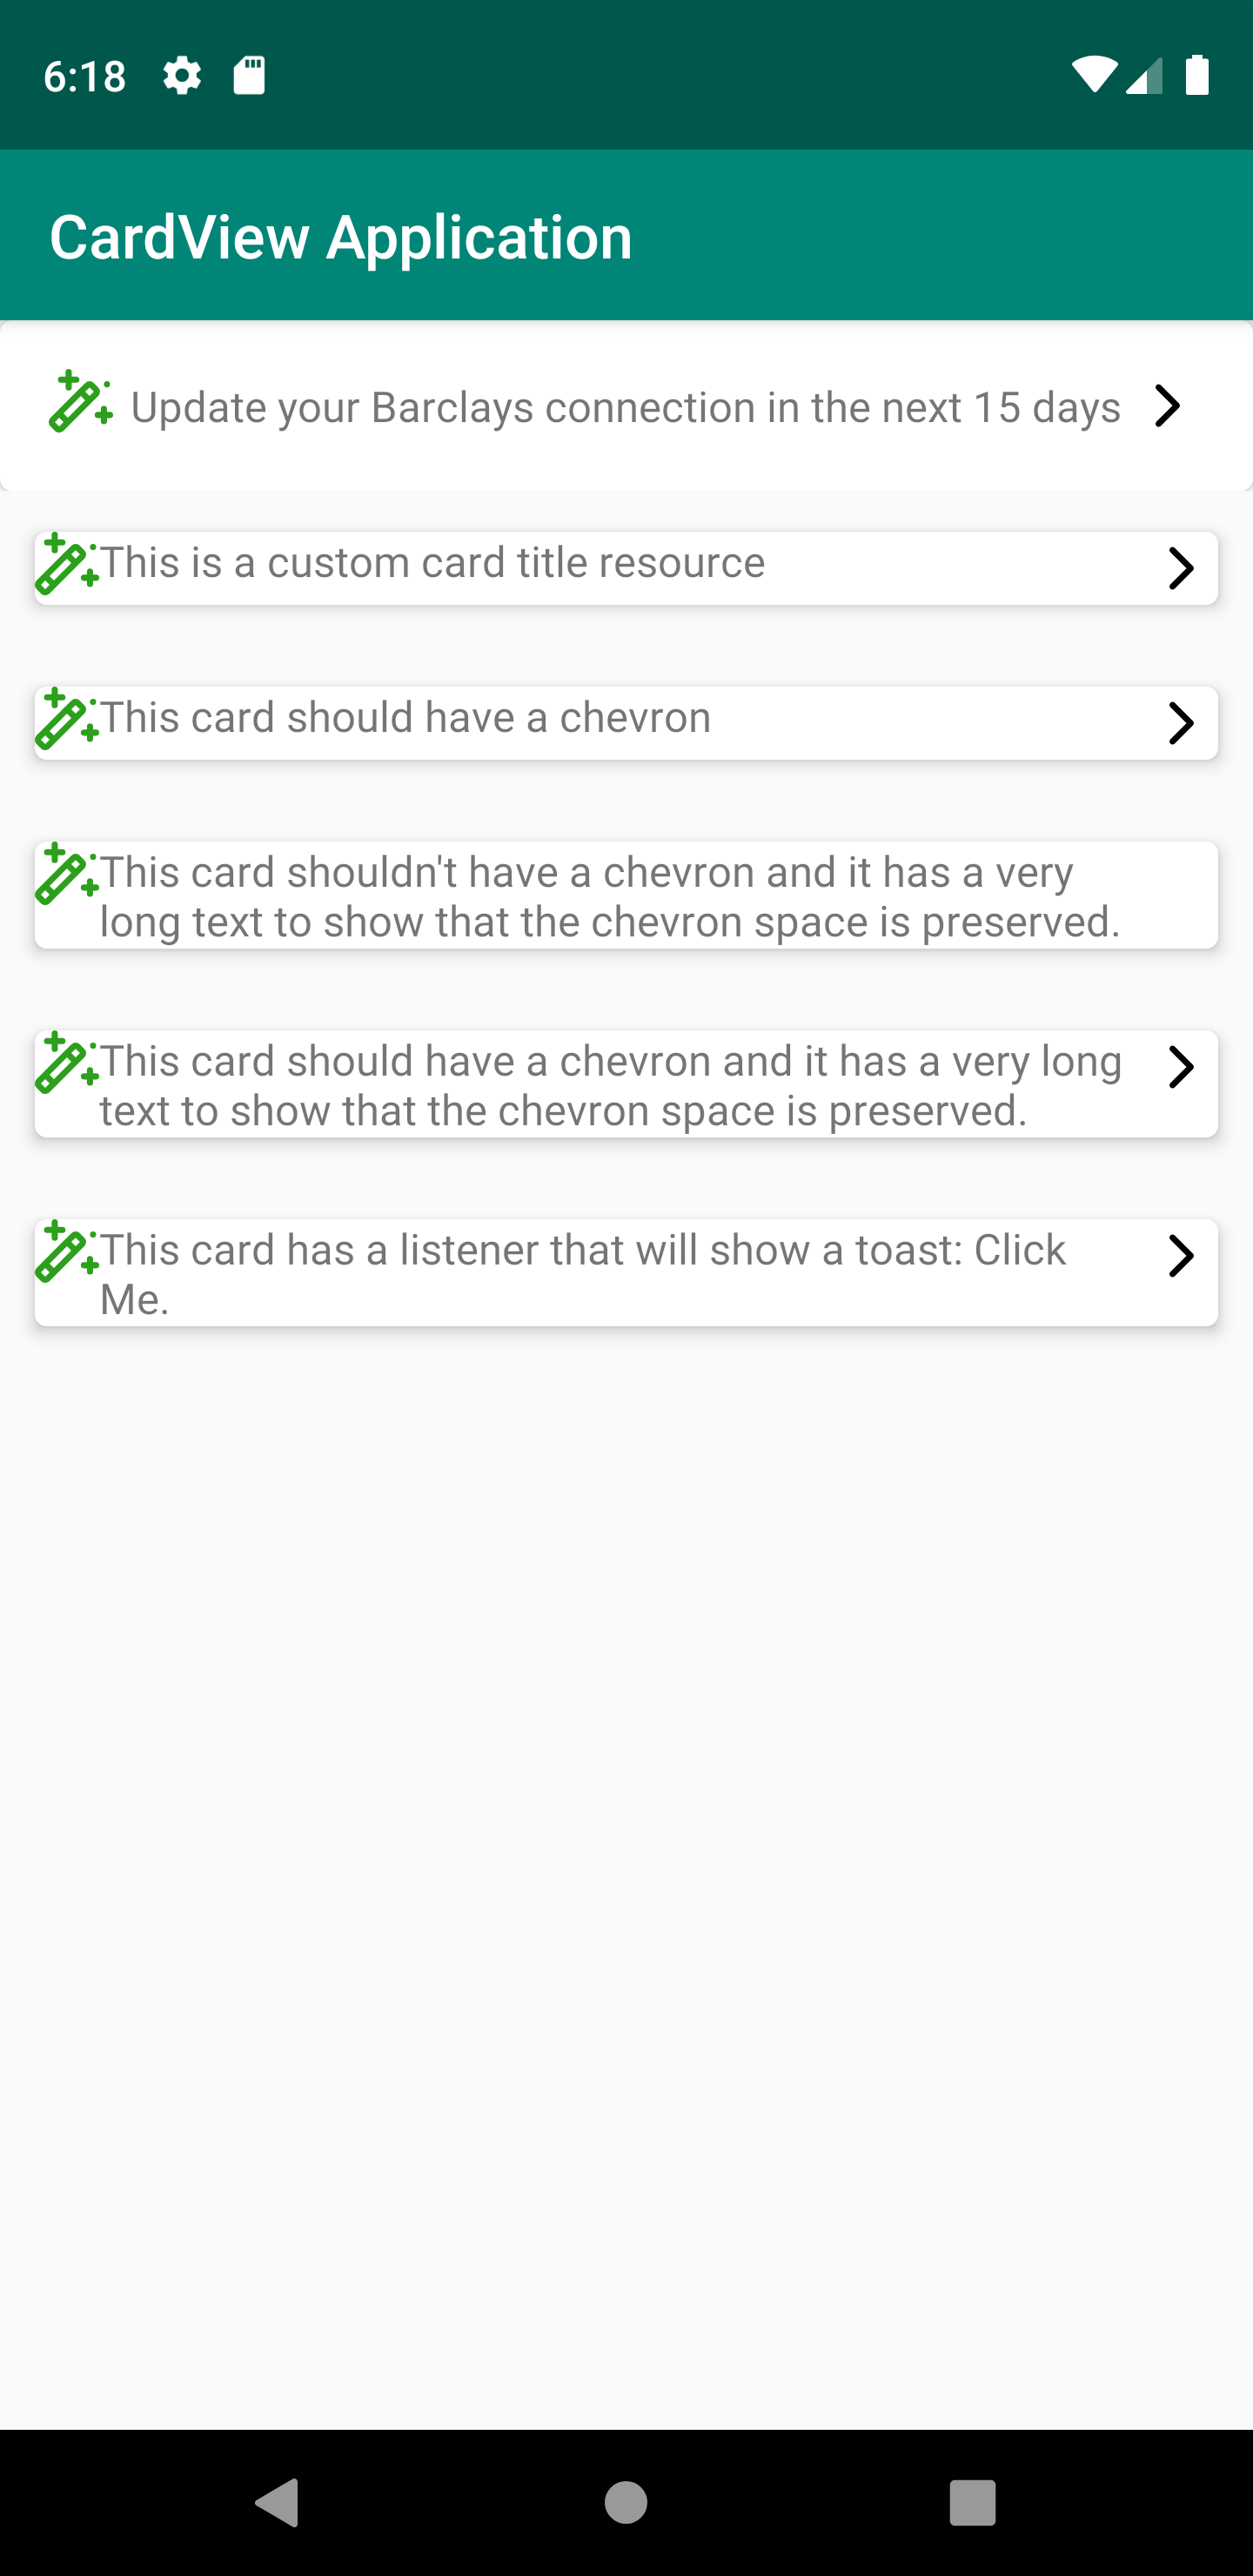 6:18
CardView Application
Update your Barclays connection in the next 15 days
This is a custom card title resource
This card should have a chevron
This card shouldn't have a chevron and it has a very
long text to show that the chevron space is preserved.
This card should have a chevron and it has a very long
text to show that the chevron space is preserved.
This card has a listener that will show a toast: Click
Me.